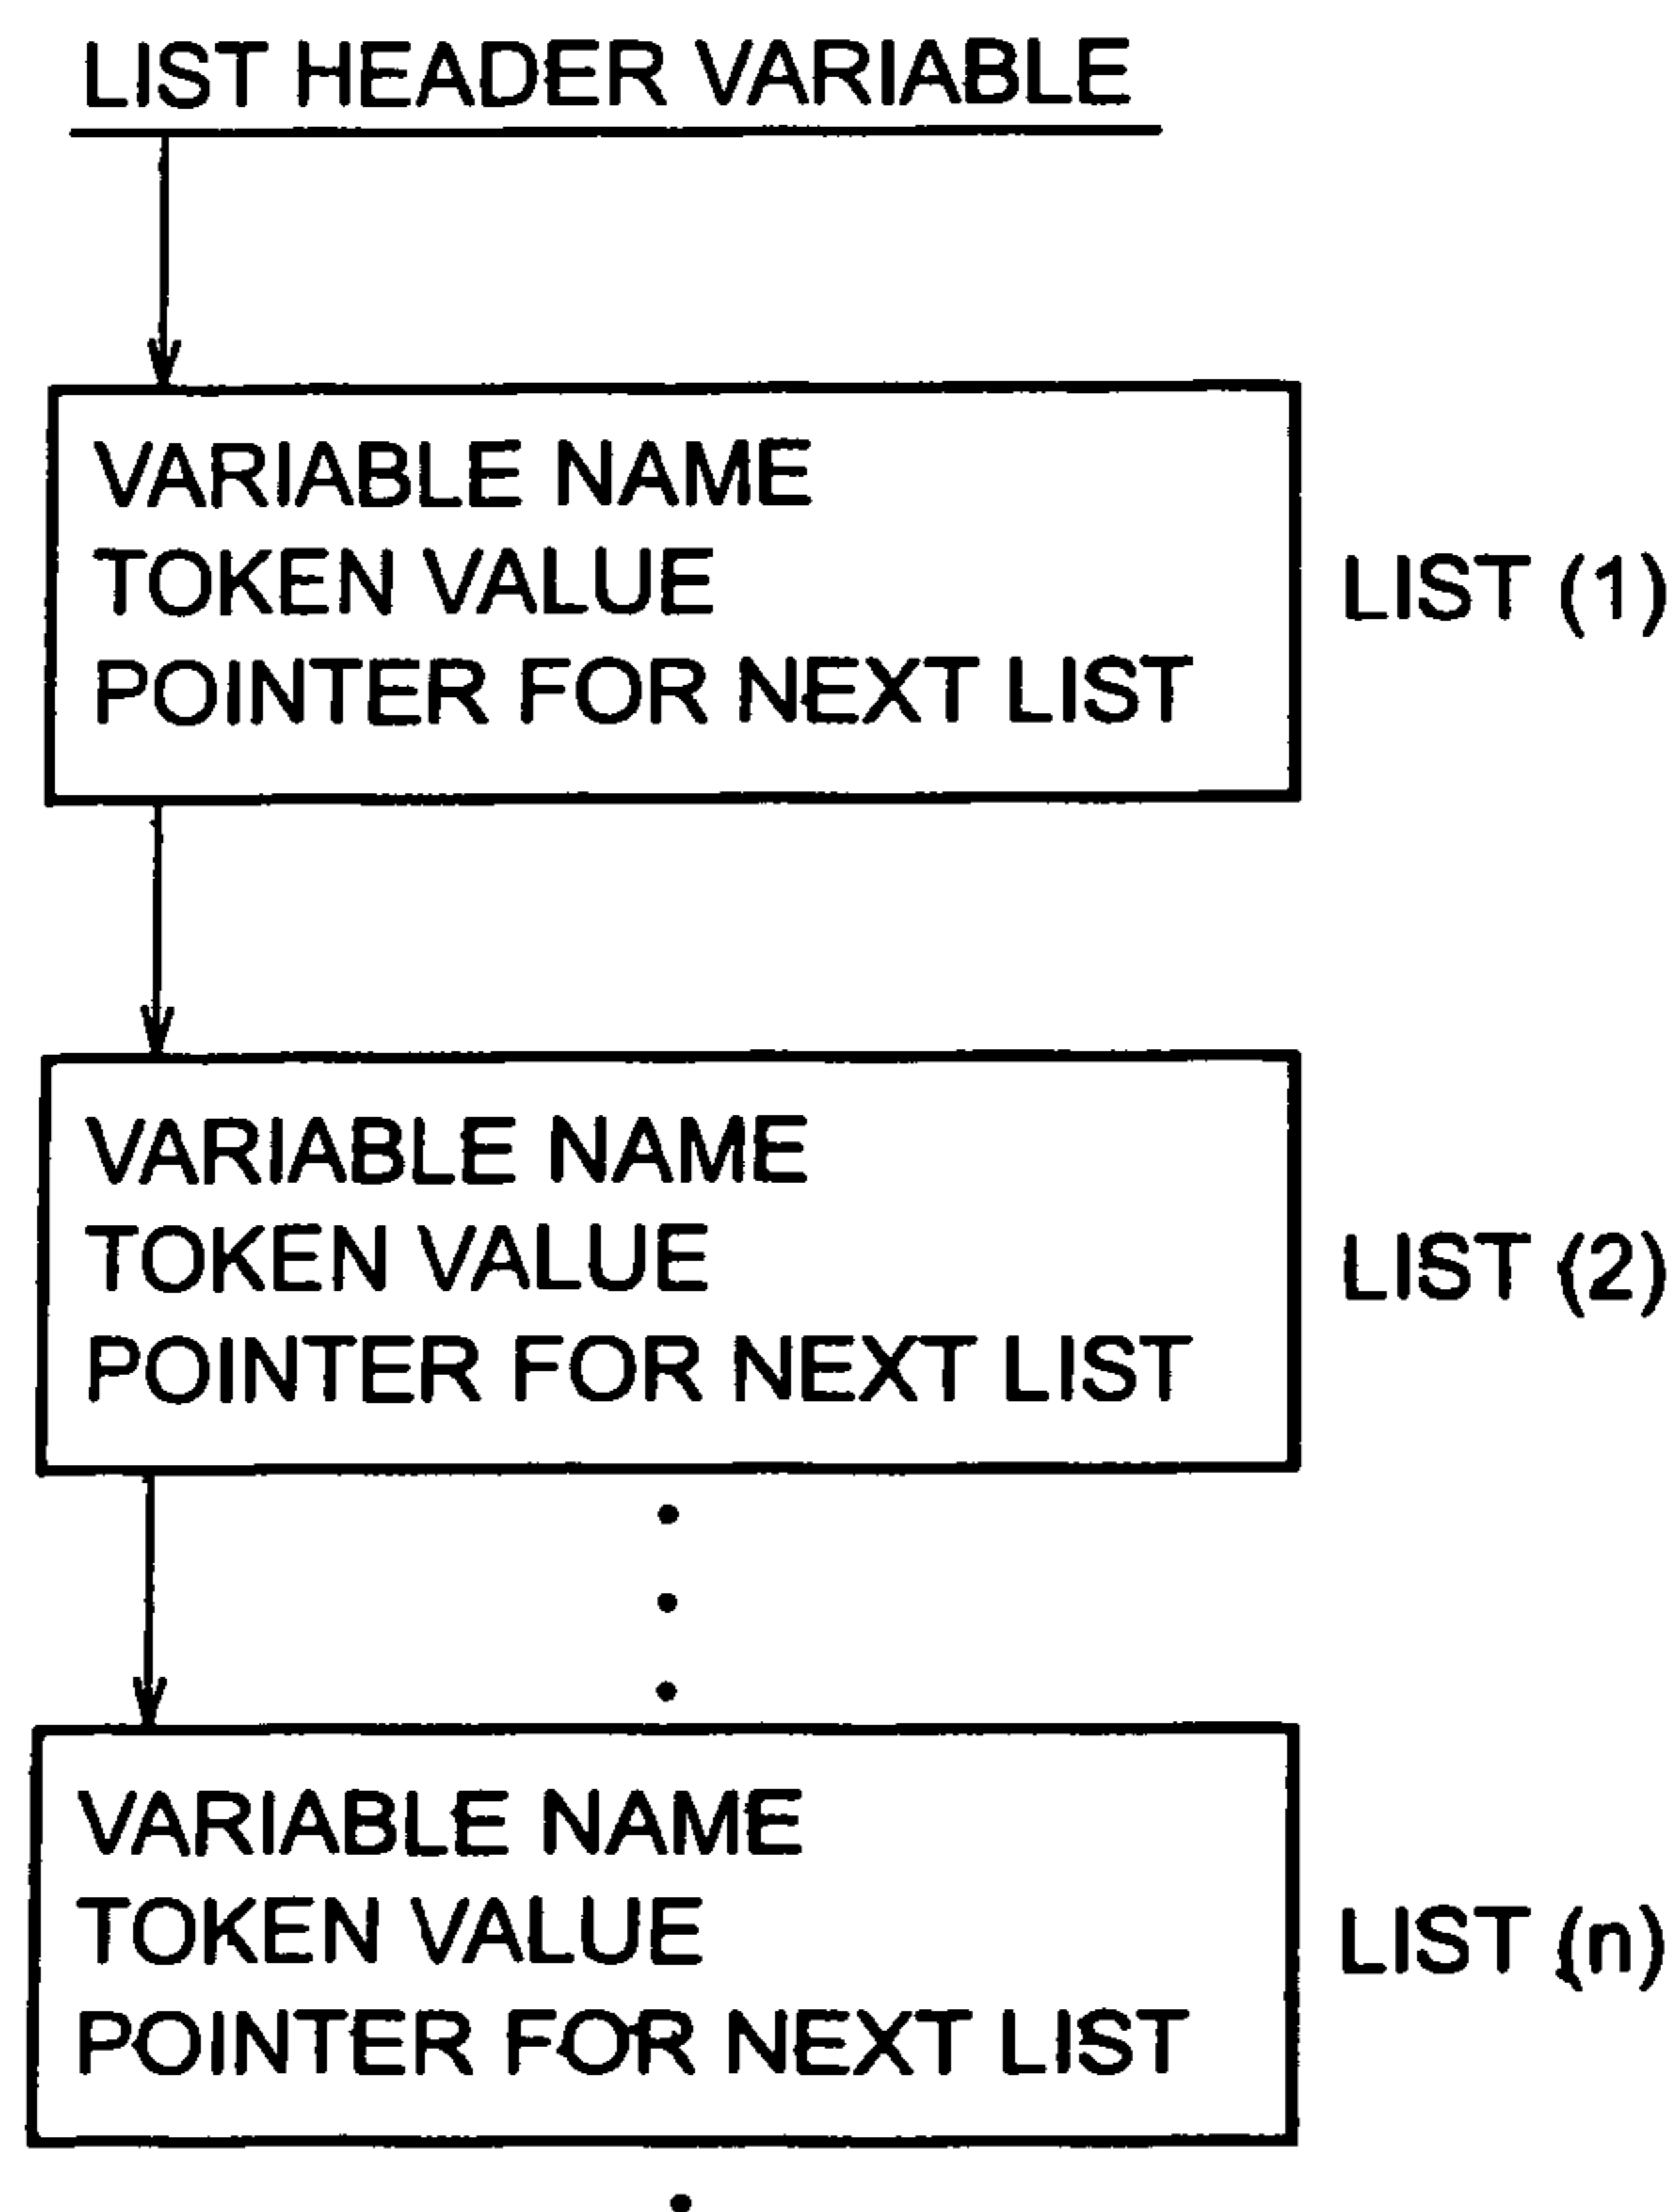 LIST HEADER VARIABLE
VARIABLE NAME
TOKEN VALUE
POINTER FOR NEXT LIST
LIST (1)
VARIABLE NAME
TOKEN VALUE
POINTER FOR NEXT LIST
LIST (2)
VARIABLE NAME
TOKEN VALUE
POINTER FOR NEXT LIST
LIST (n)